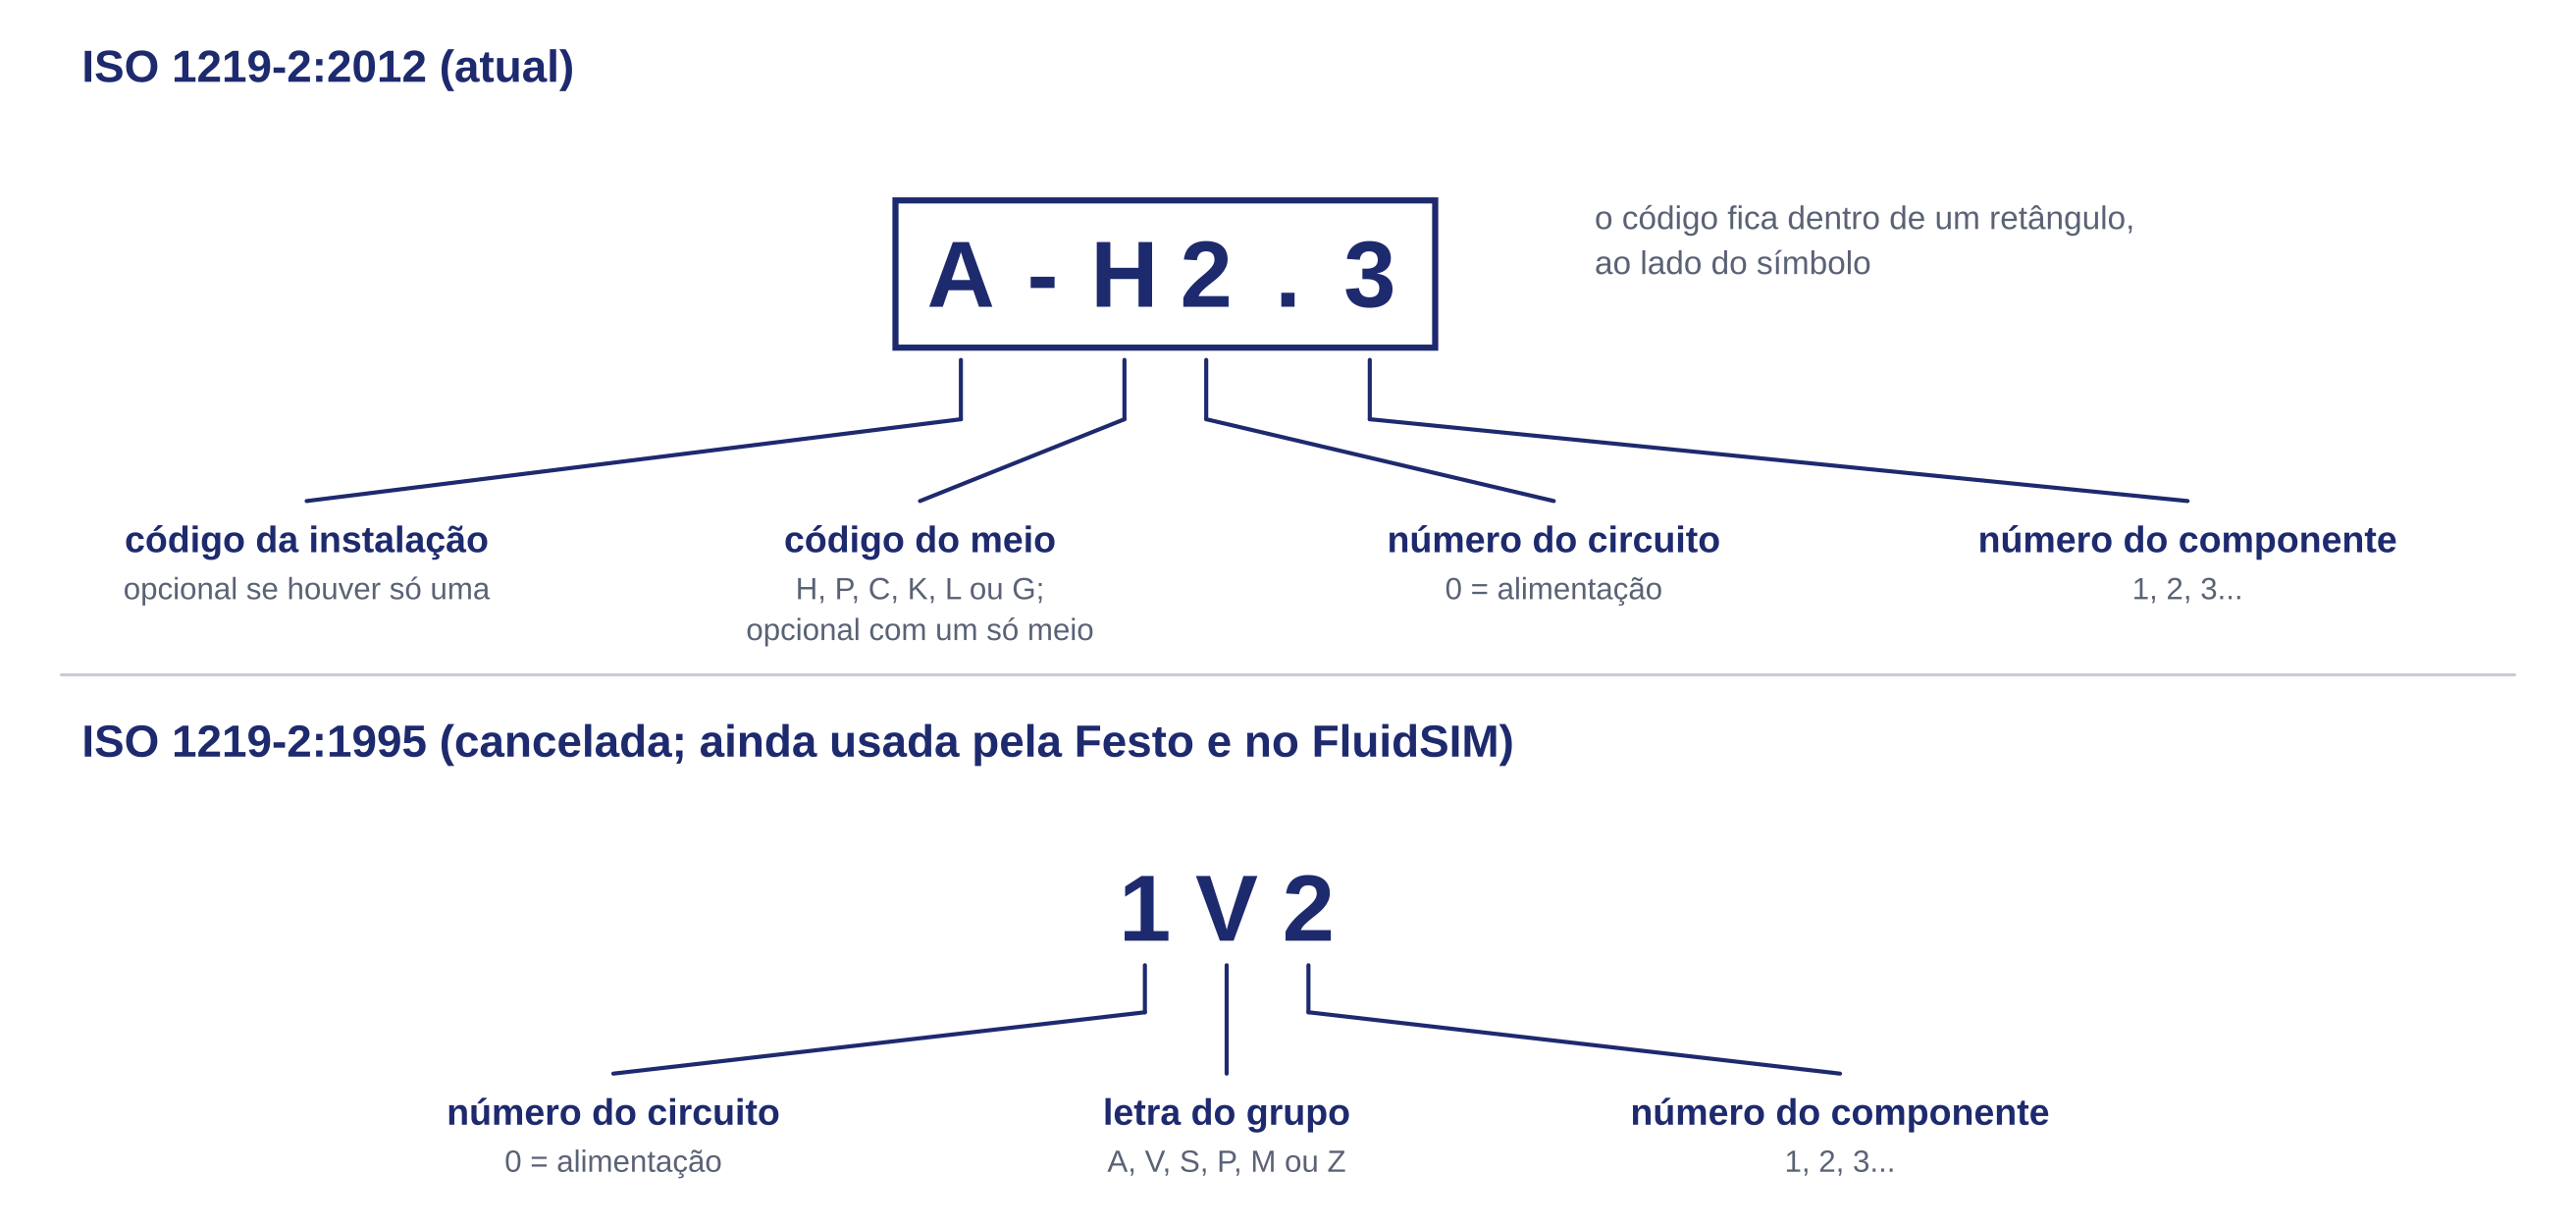 ISO 1219-2:2012 (atual)
A - H 2 . 3
o código fica dentro de um retângulo,
ao lado do símbolo
código da instalação
opcional se houver só uma
código do meio
H, P, C, K, L ou G;
opcional com um só meio
número do circuito
0 = alimentação
número do componente
1, 2, 3...
ISO 1219-2:1995 (cancelada; ainda usada pela Festo e no FluidSIM)
1 V 2
número do circuito
0 = alimentação
letra do grupo
A, V, S, P, M ou Z
número do componente
1, 2, 3...